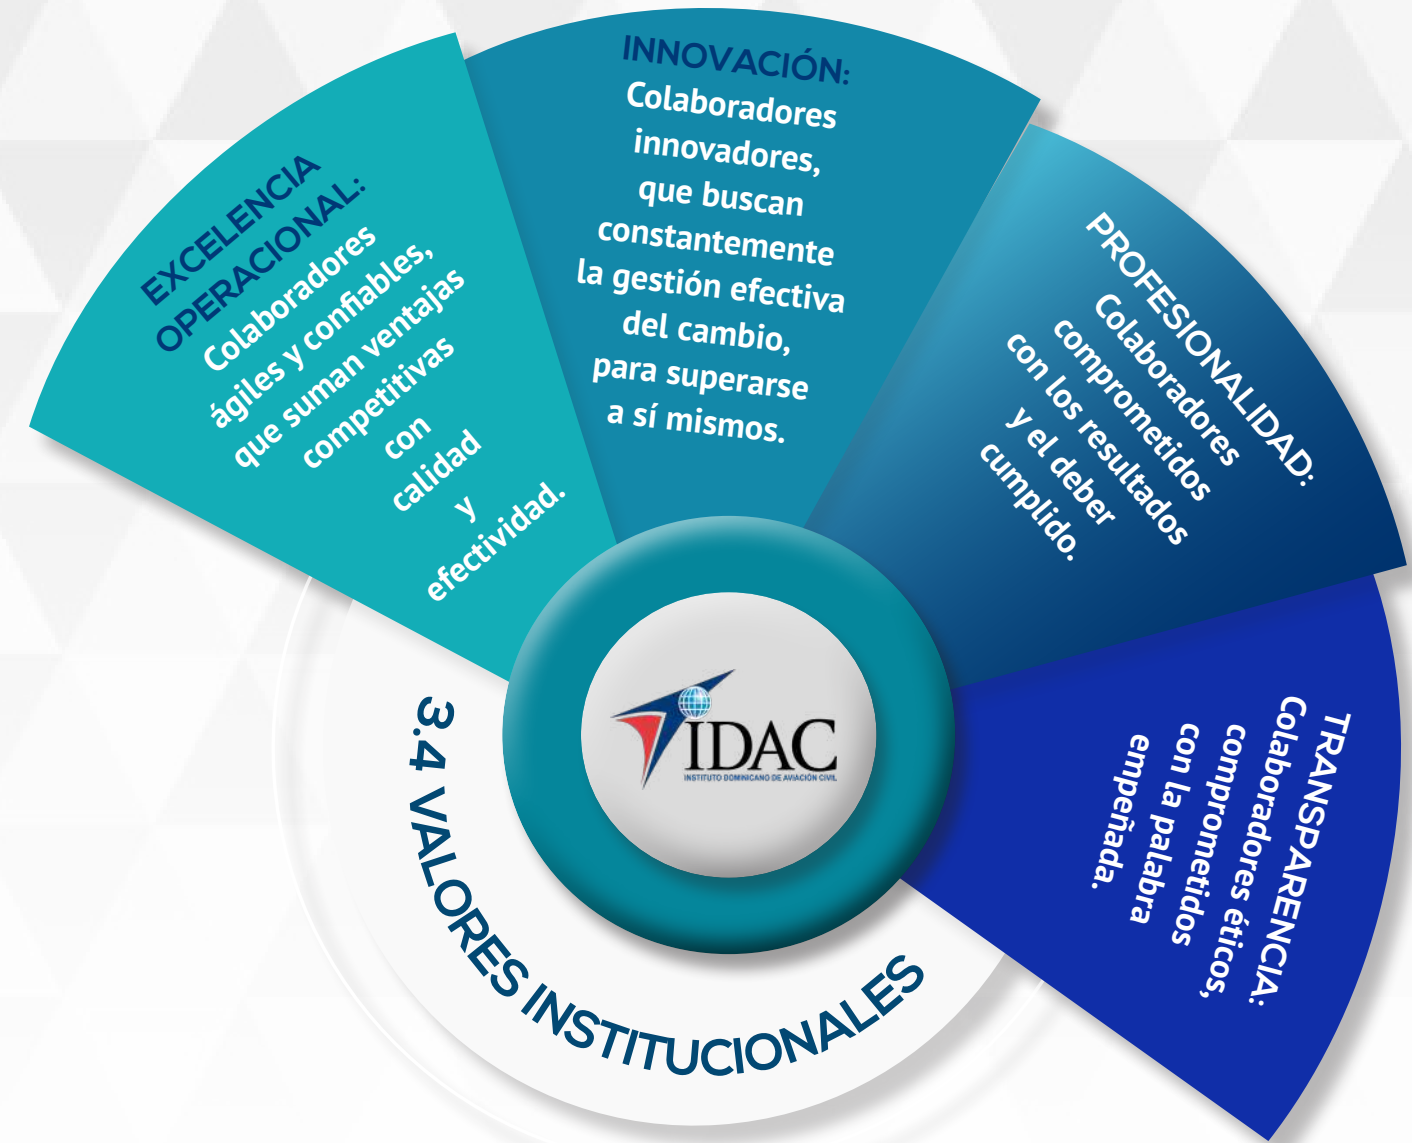 EXCELENCIA
OPERACIONAL:
Colaboradores
ágiles y confiables,
que suman ventajas
competitivas
con
calidad
y
efectividad.
INNOVACIÓN:
Colaboradores
innovadores,
que buscan
constantemente
la gestión efectiva
del cambio,
para superarse
a sí mismos.
PROFESIONALIDAD:
Colaboradores
comprometidos
con los resultados
y el deber
cumplido.
TRANSPARENCIA:
Colaboradores éticos,
comprometidos
con la palabra
empeñada.
IDAC
INSTITUTO DOMINICANO DE AVIACIÓN CIVIL
3.4 VALORES INSTITUCIONALES